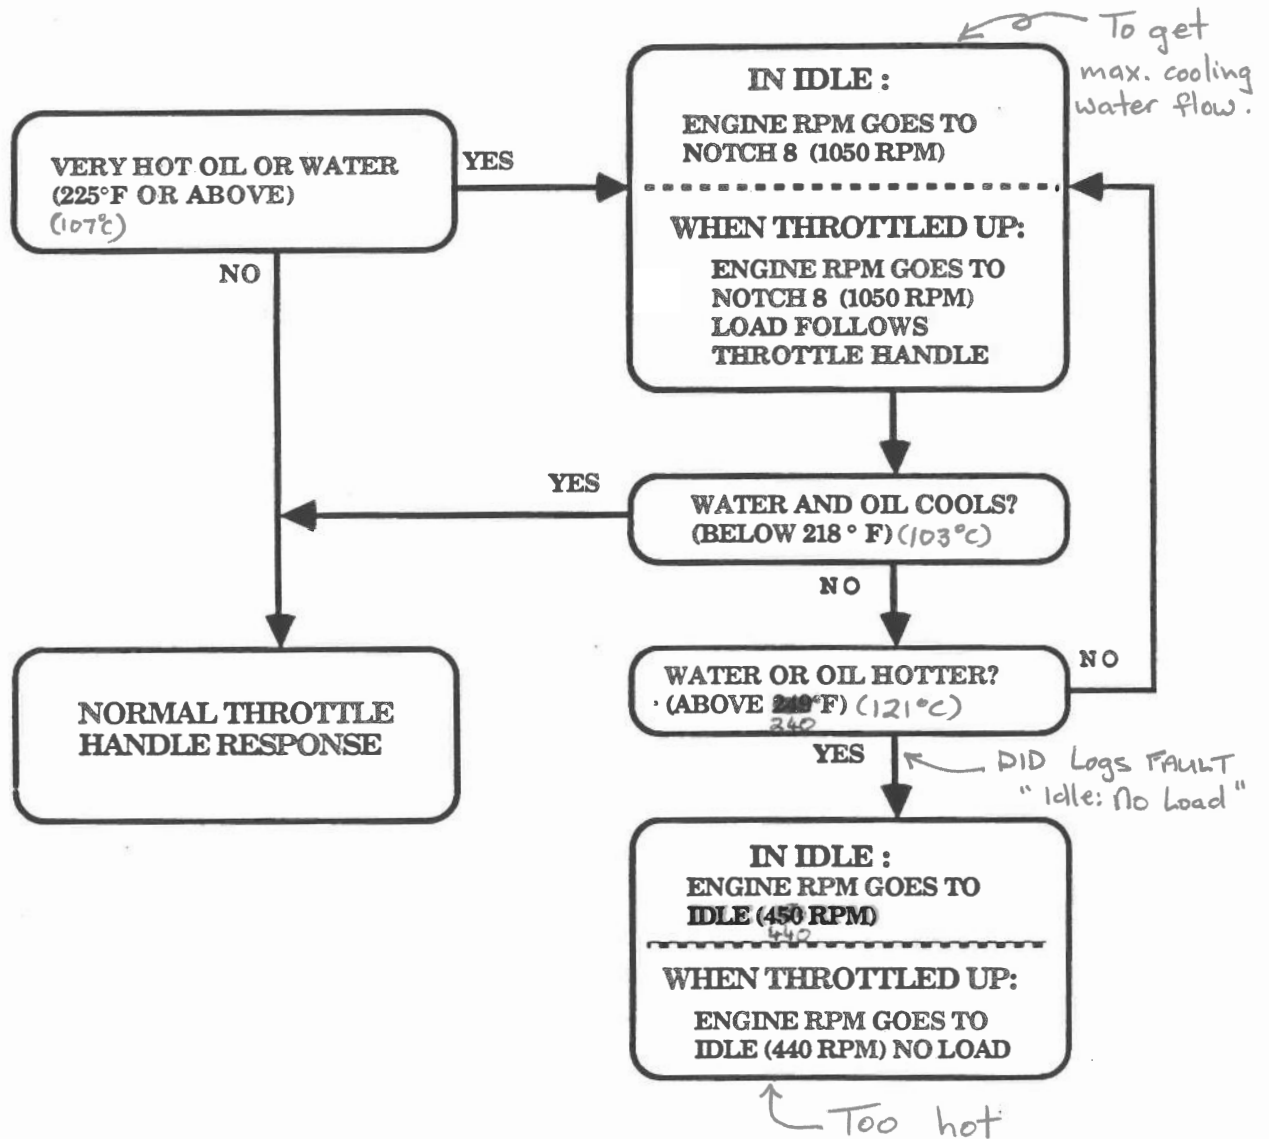 To get
max. cooling
water flow.
IN IDLE :
ENGINE RPM GOES TO
NOTCH 8 (1050 RPM)
WHEN THROTTLED UP:
ENGINE RPM GOES TO
NOTCH 8 (1050 RPM)
LOAD FOLLOWS
THROTTLE HANDLE
VERY HOT OIL OR WATER
(225°F OR ABOVE)
(107°C)
YES
NO
YES
WATER AND OIL COOLS?
(BELOW 218° F) (103°C)
NO
WATER OR OIL HOTTER?
(ABOVE °F) (121°C)
240
NO
YES
DID Logs FAULT
"Idle: No Load"
NORMAL THROTTLE
HANDLE RESPONSE
IN IDLE :
ENGINE RPM GOES TO
IDLE (450 RPM)
440
WHEN THROTTLED UP:
ENGINE RPM GOES TO
IDLE (440 RPM) NO LOAD
Too hot